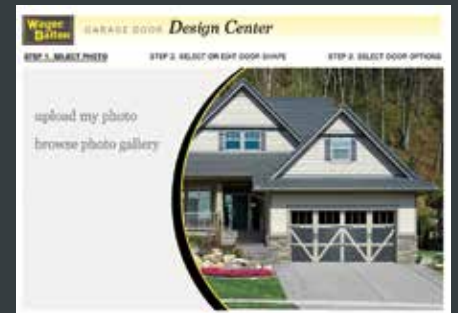 Wayne
Dalton
GARAGE DOOR Design Center
STEP 1. SELECT PHOTO
STEP 2. SELECT OR EDIT DOOR SHAPE
STEP 3. SELECT DOOR OPTIONS
upload my photo
browse photo gallery